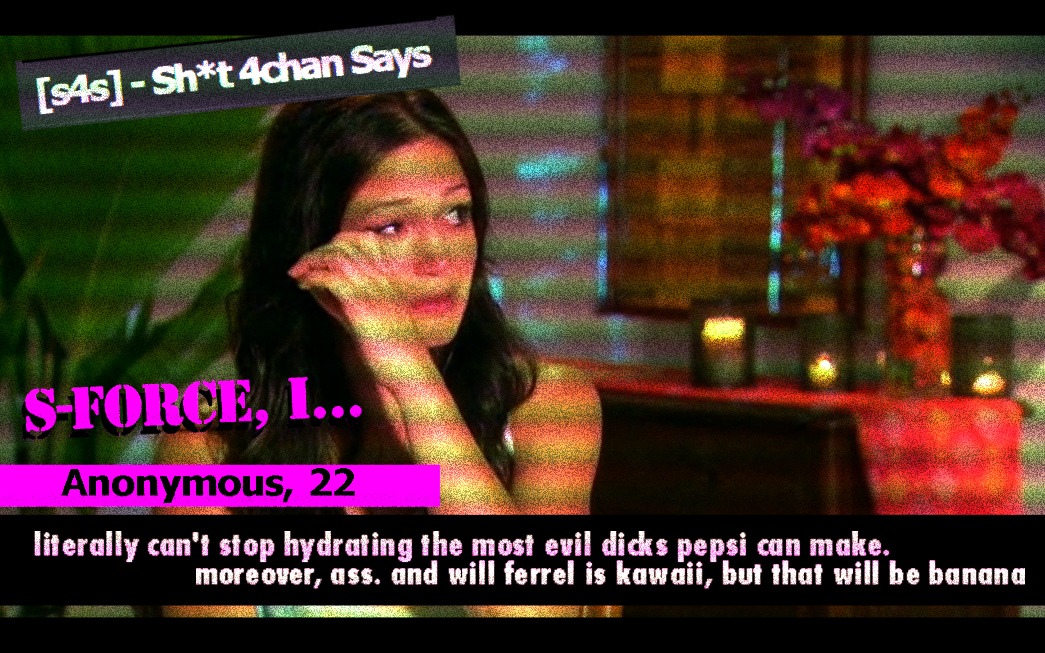 [s4s] - Sh*t 4chan Says
S-FORCE, I...
Anonymous, 22
literally can't stop hydrating the most evil dicks pepsi can make.
moreover, ass. and will ferrel is kawaii, but that will be banana